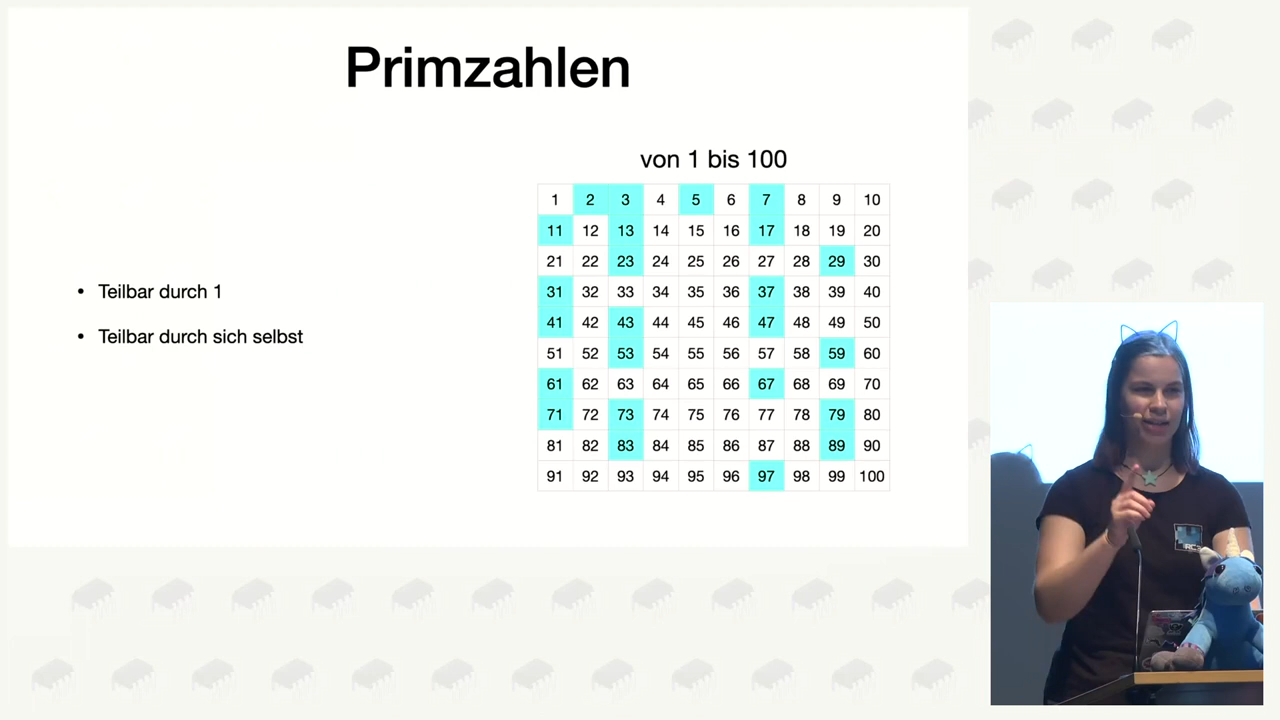 Primzahlen
von 1 bis 100
1 2 3 4 5 6 7 8 9 10
11 12 13 14 15 16 17 18 19 20
21 22 23 24 25 26 27 28 29 30
31 32 33 34 35 36 37 38 39 40
41 42 43 44 45 46 47 48 49 50
51 52 53 54 55 56 57 58 59 60
61 62 63 64 65 66 67 68 69 70
71 72 73 74 75 76 77 78 79 80
81 82 83 84 85 86 87 88 89 90
91 92 93 94 95 96 97 98 99 100
• Teilbar durch 1
• Teilbar durch sich selbst